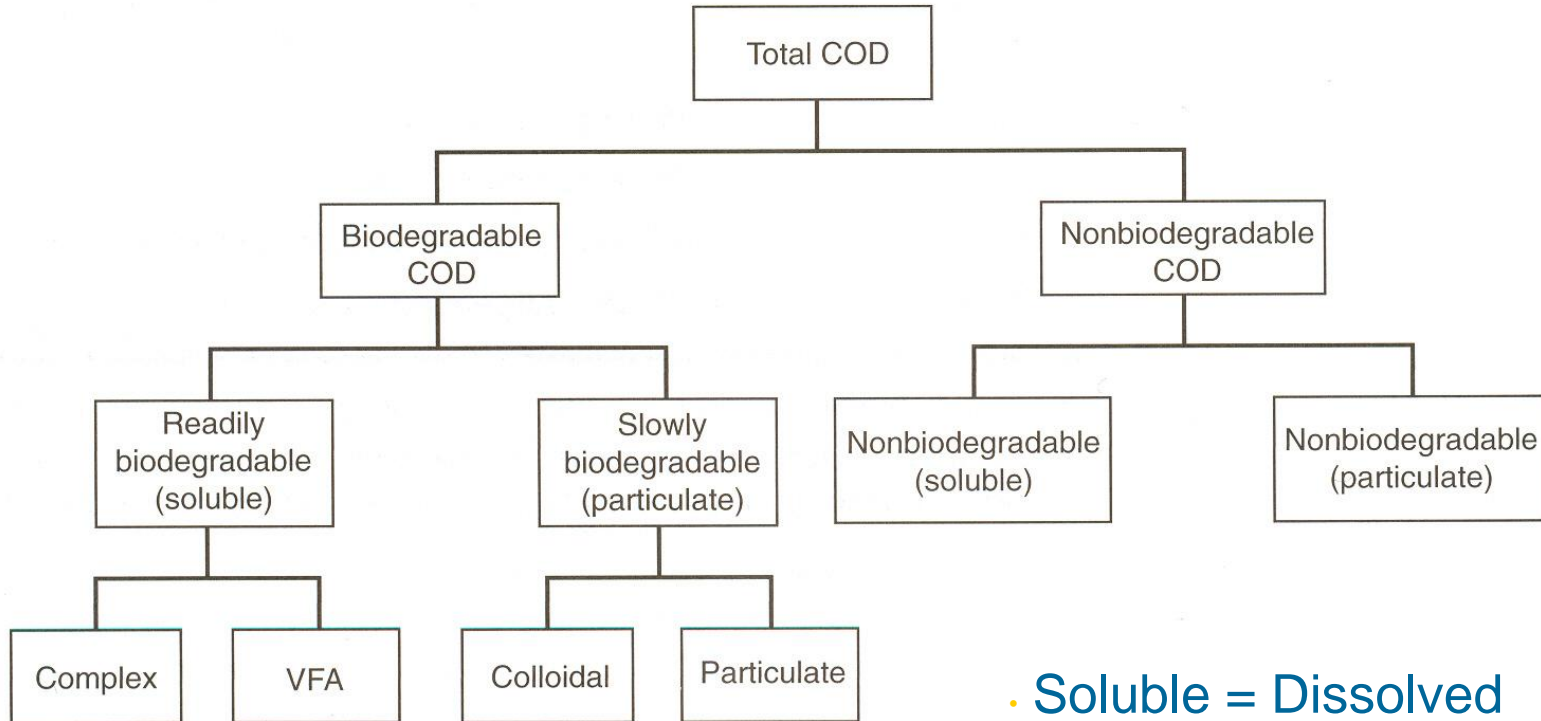 Total COD
Biodegradable
COD
Nonbiodegradable
COD
Readily
biodegradable
(soluble)
Slowly
biodegradable
(particulate)
Nonbiodegradable
(soluble)
Nonbiodegradable
(particulate)
Complex
VFA
Colloidal
Particulate
· Soluble = Dissolved